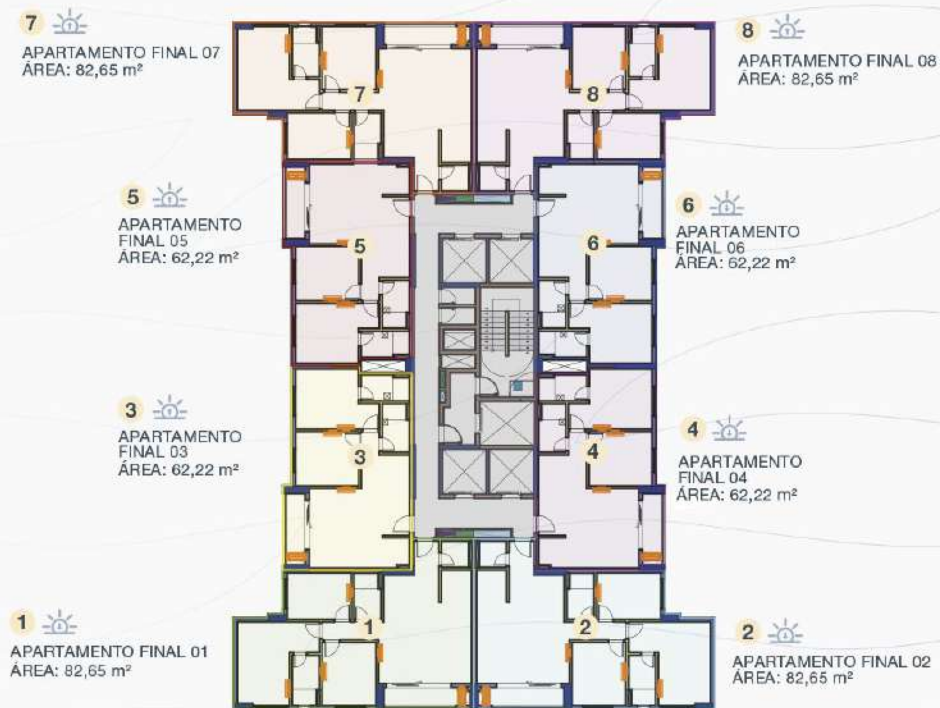 7
APARTAMENTO FINAL 07
ÁREA: 82,65 m²
8
APARTAMENTO FINAL 08
ÁREA: 82,65 m²
7
8
5
APARTAMENTO
FINAL 05
ÁREA: 62,22 m²
6
APARTAMENTO
FINAL 06
ÁREA: 62,22 m²
5
6
3
APARTAMENTO
FINAL 03
ÁREA: 62,22 m²
4
APARTAMENTO
FINAL 04
ÁREA: 62,22 m²
3
4
1
APARTAMENTO FINAL 01
ÁREA: 82,65 m²
2
APARTAMENTO FINAL 02
ÁREA: 82,65 m²
1
2